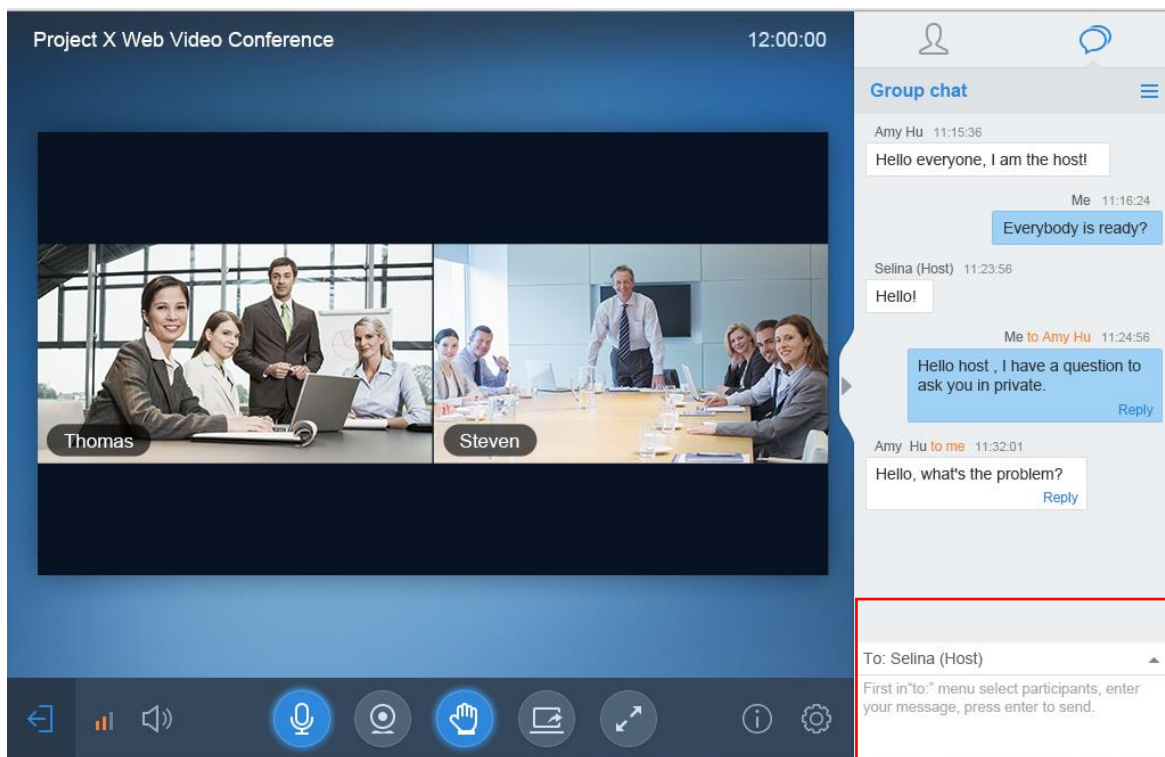 Project X Web Video Conference
12:00:00
Thomas
Steven
Group chat
Amy Hu 11:15:36
Hello everyone, I am the host!
Me 11:16:24
Everybody is ready?
Selina (Host) 11:23:56
Hello!
Me to Amy Hu 11:24:56
Hello host , I have a question to
ask you in private.
Reply
Amy Hu to me 11:32:01
Hello, what's the problem?
Reply
To: Selina (Host)
First in“to:” menu select participants, enter
your message, press enter to send.